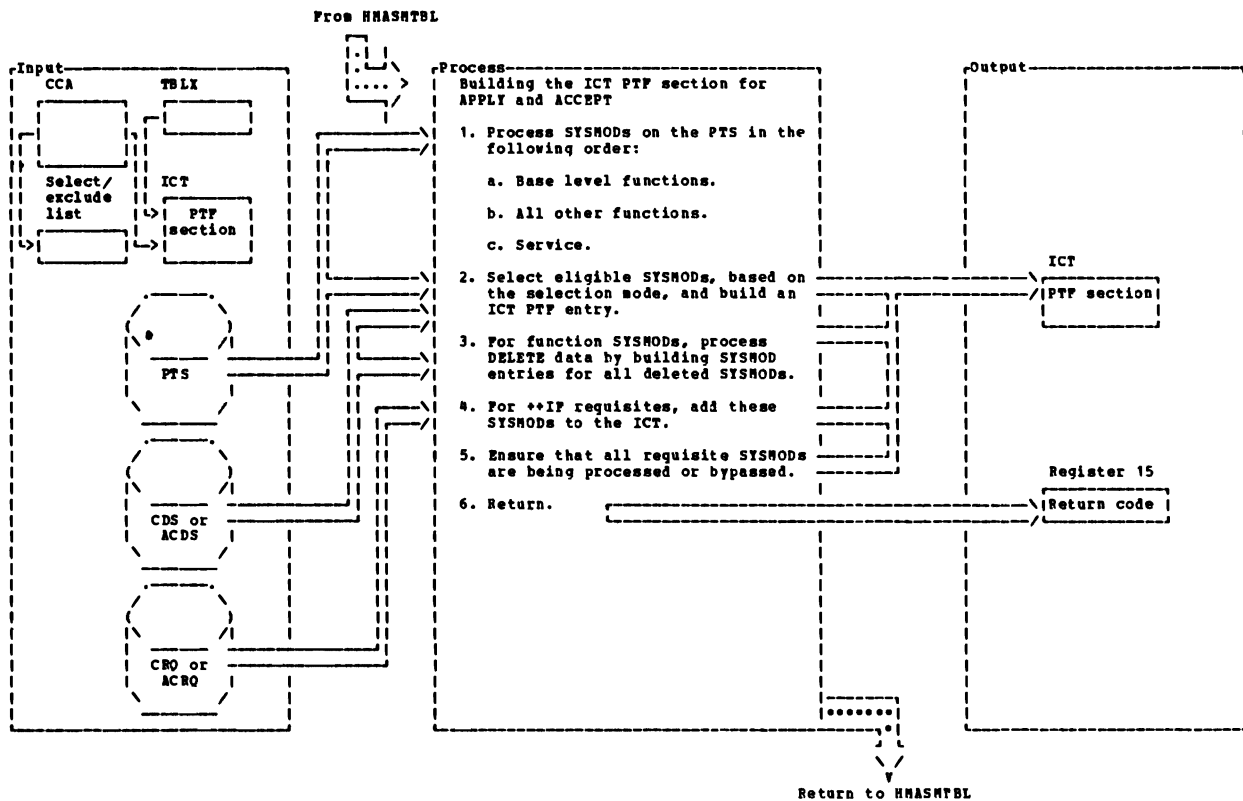 From HMASMTBL
Input
CCA
TBLX
Select/
exclude
list
ICT
PTF
section
PTS
CDS or
ACDS
CRQ or
ACRQ
Process
Building the ICT PTF section for
APPLY and ACCEPT
1. Process SYSMODs on the PTS in the
following order:
a. Base level functions.
b. All other functions.
c. Service.
2. Select eligible SYSMODs, based on
the selection mode, and build an
ICT PTF entry.
3. For function SYSMODs, process
DELETE data by building SYSMOD
entries for all deleted SYSMODs.
4. For ++IF requisites, add these
SYSMODs to the ICT.
5. Ensure that all requisite SYSMODs
are being processed or bypassed.
6. Return.
Output
ICT
PTF section
Register 15
Return code
Return to HMASMTBL